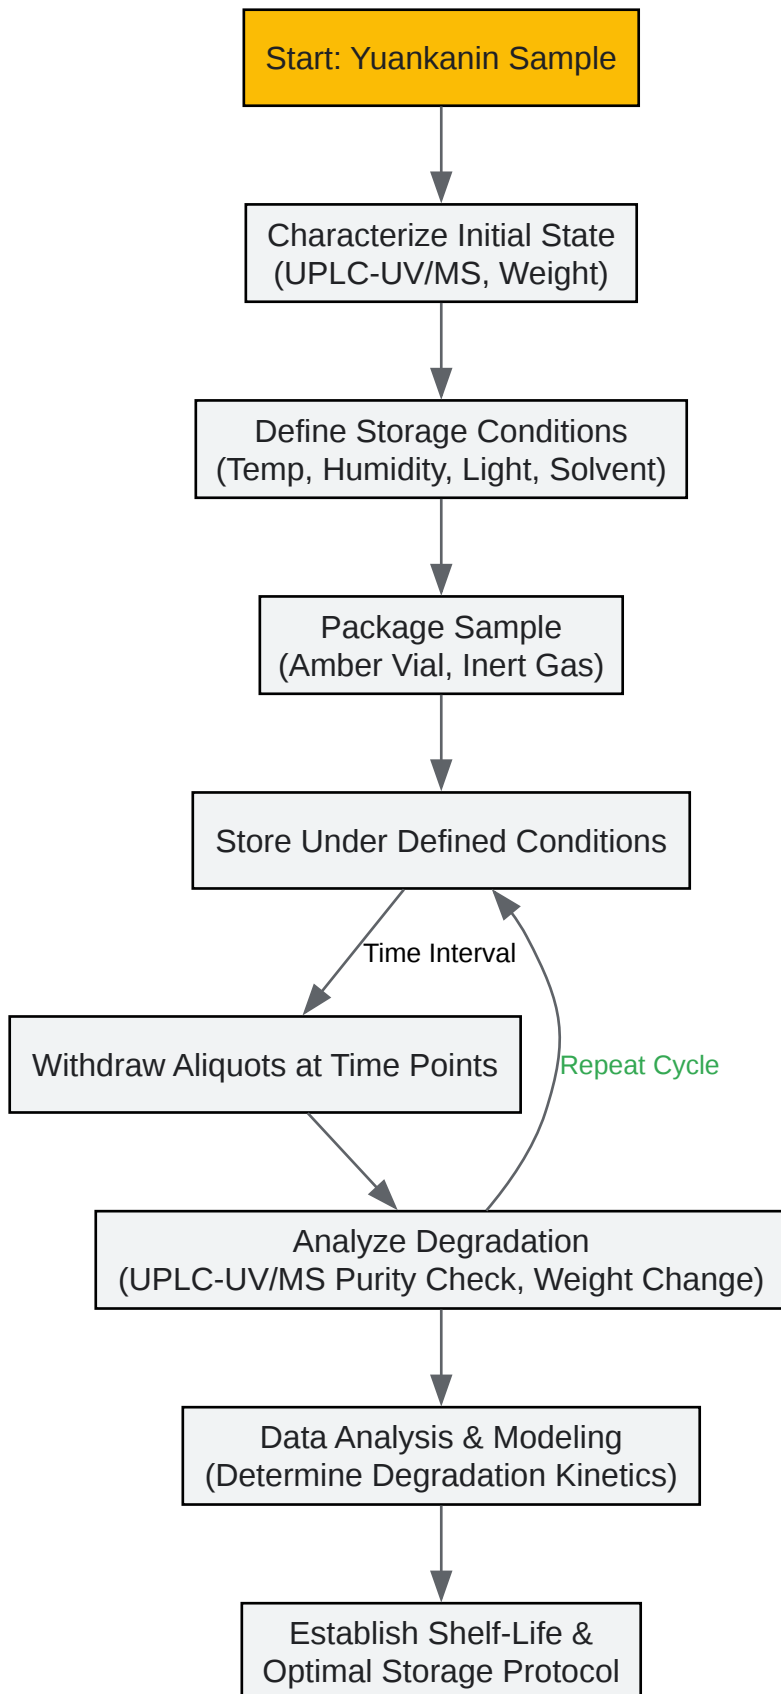 Start: Yuankanin Sample
Characterize Initial State
(UPLC-UV/MS, Weight)
Define Storage Conditions
(Temp, Humidity, Light, Solvent)
Package Sample
(Amber Vial, Inert Gas)
Store Under Defined Conditions
Time Interval
Withdraw Aliquots at Time Points
Repeat Cycle
Analyze Degradation
(UPLC-UV/MS Purity Check, Weight Change)
Data Analysis & Modeling
(Determine Degradation Kinetics)
Establish Shelf-Life &
Optimal Storage Protocol